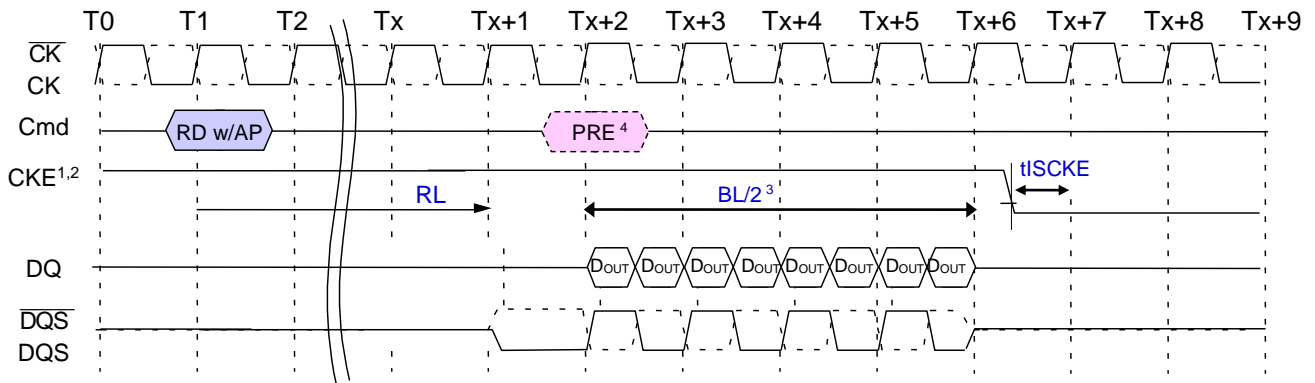 T0 T1 T2 Tx Tx+1 Tx+2 Tx+3 Tx+4 Tx+5 Tx+6 Tx+7 Tx+8 Tx+9
CK
CK
Cmd RD w/AP PRE 4
CKE1,2 tISCKE
RL BL/2 3
DQ DOUT DOUT DOUT DOUT DOUT DOUT DOUT DOUT
DQS
DQS